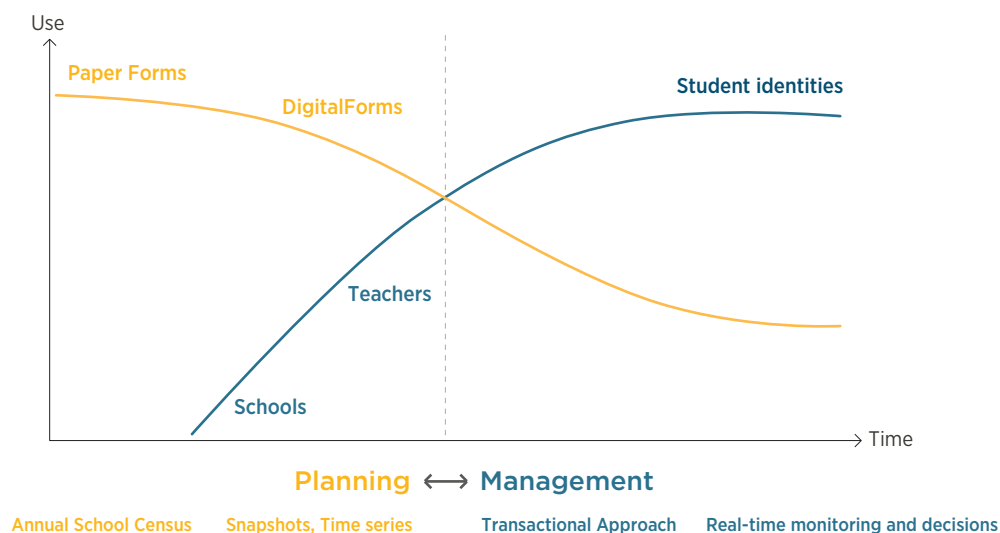 Use
Paper Forms
DigitalForms
Student identities
Teachers
Schools
Time
Planning ⟷ Management
Annual School Census Snapshots, Time series Transactional Approach Real-time monitoring and decisions